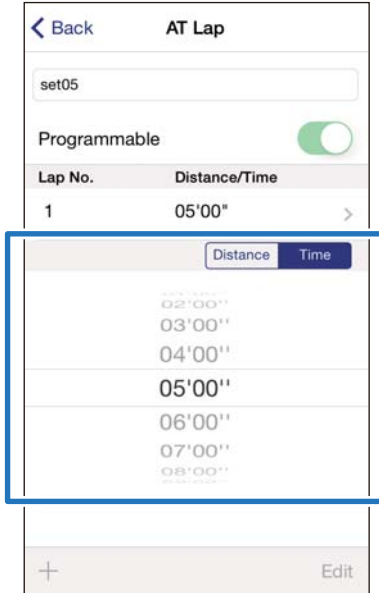 Back AT Lap
set05
Programmable
Lap No. Distance/Time
1 05'00"
Distance Time
02'00''
03'00''
04'00''
05'00''
06'00''
07'00''
08'00''
+ Edit